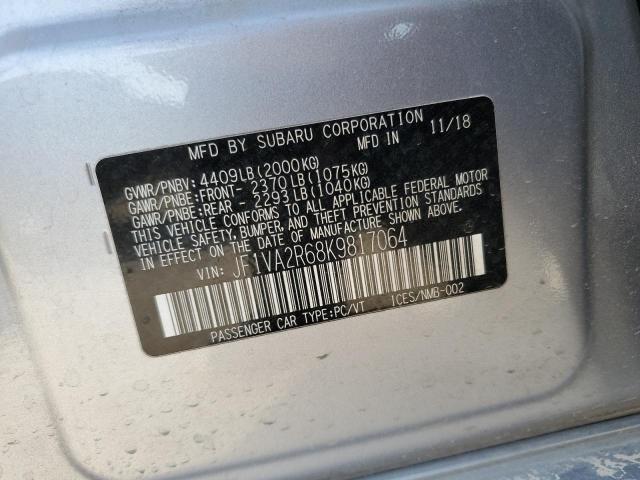 MFD BY SUBARU CORPORATION
MFD IN 11/18
GVWR/PNBV: 4409LB(2000KG)
GAWR/PNBE:FRONT- 2370LB(1075KG)
GAWR/PNBE:REAR - 2293LB(1040KG)
THIS VEHICLE CONFORMS TO ALL APPLICABLE FEDERAL MOTOR
VEHICLE SAFETY,BUMPER, AND THEFT PREVENTION STANDARDS
IN EFFECT ON THE DATE OF MANUFACTURE SHOWN ABOVE.
VIN: JF1VA2R68K9817064
PASSENGER CAR TYPE:PC/VT ICES/NMB-002